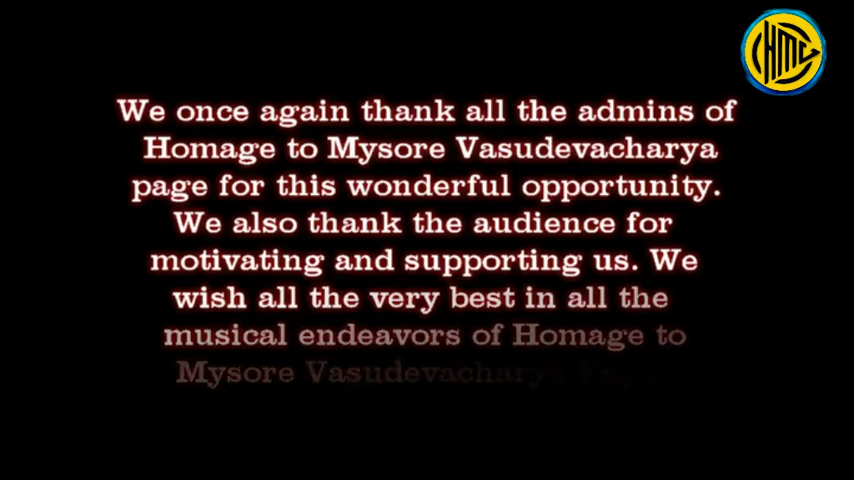 HMC
We once again thank all the admins of
Homage to Mysore Vasudevacharya
page for this wonderful opportunity.
We also thank the audience for
motivating and supporting us. We
wish all the very best in all the
musical endeavors of Homage to
Mysore Vasudevacharya